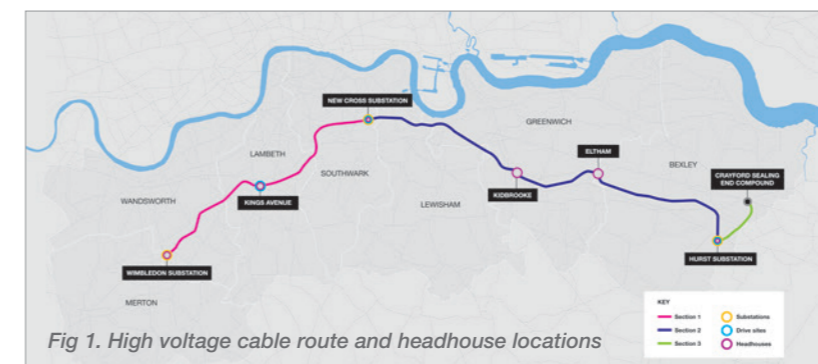 NEW CROSS SUBSTATION
GREENWICH
LAMBETH
ELTHAM
BEXLEY
SOUTHWARK
CRAYFORD SEALING
END COMPOUND
WANDSWORTH
KINGS AVENUE
KIDBROOKE
LEWISHAM
HURST SUBSTATION
WIMBLEDON SUBSTATION
MERTON
KEY
Section 1 Substations
Section 2 Drive sites
Section 3 Headhouses
Fig 1. High voltage cable route and headhouse locations